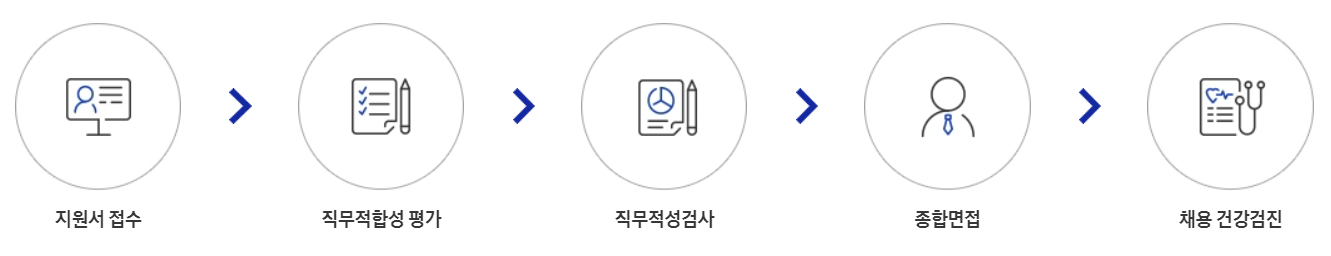 지원서 접수
직무적합성 평가
직무적성검사
종합면접
채용 건강검진